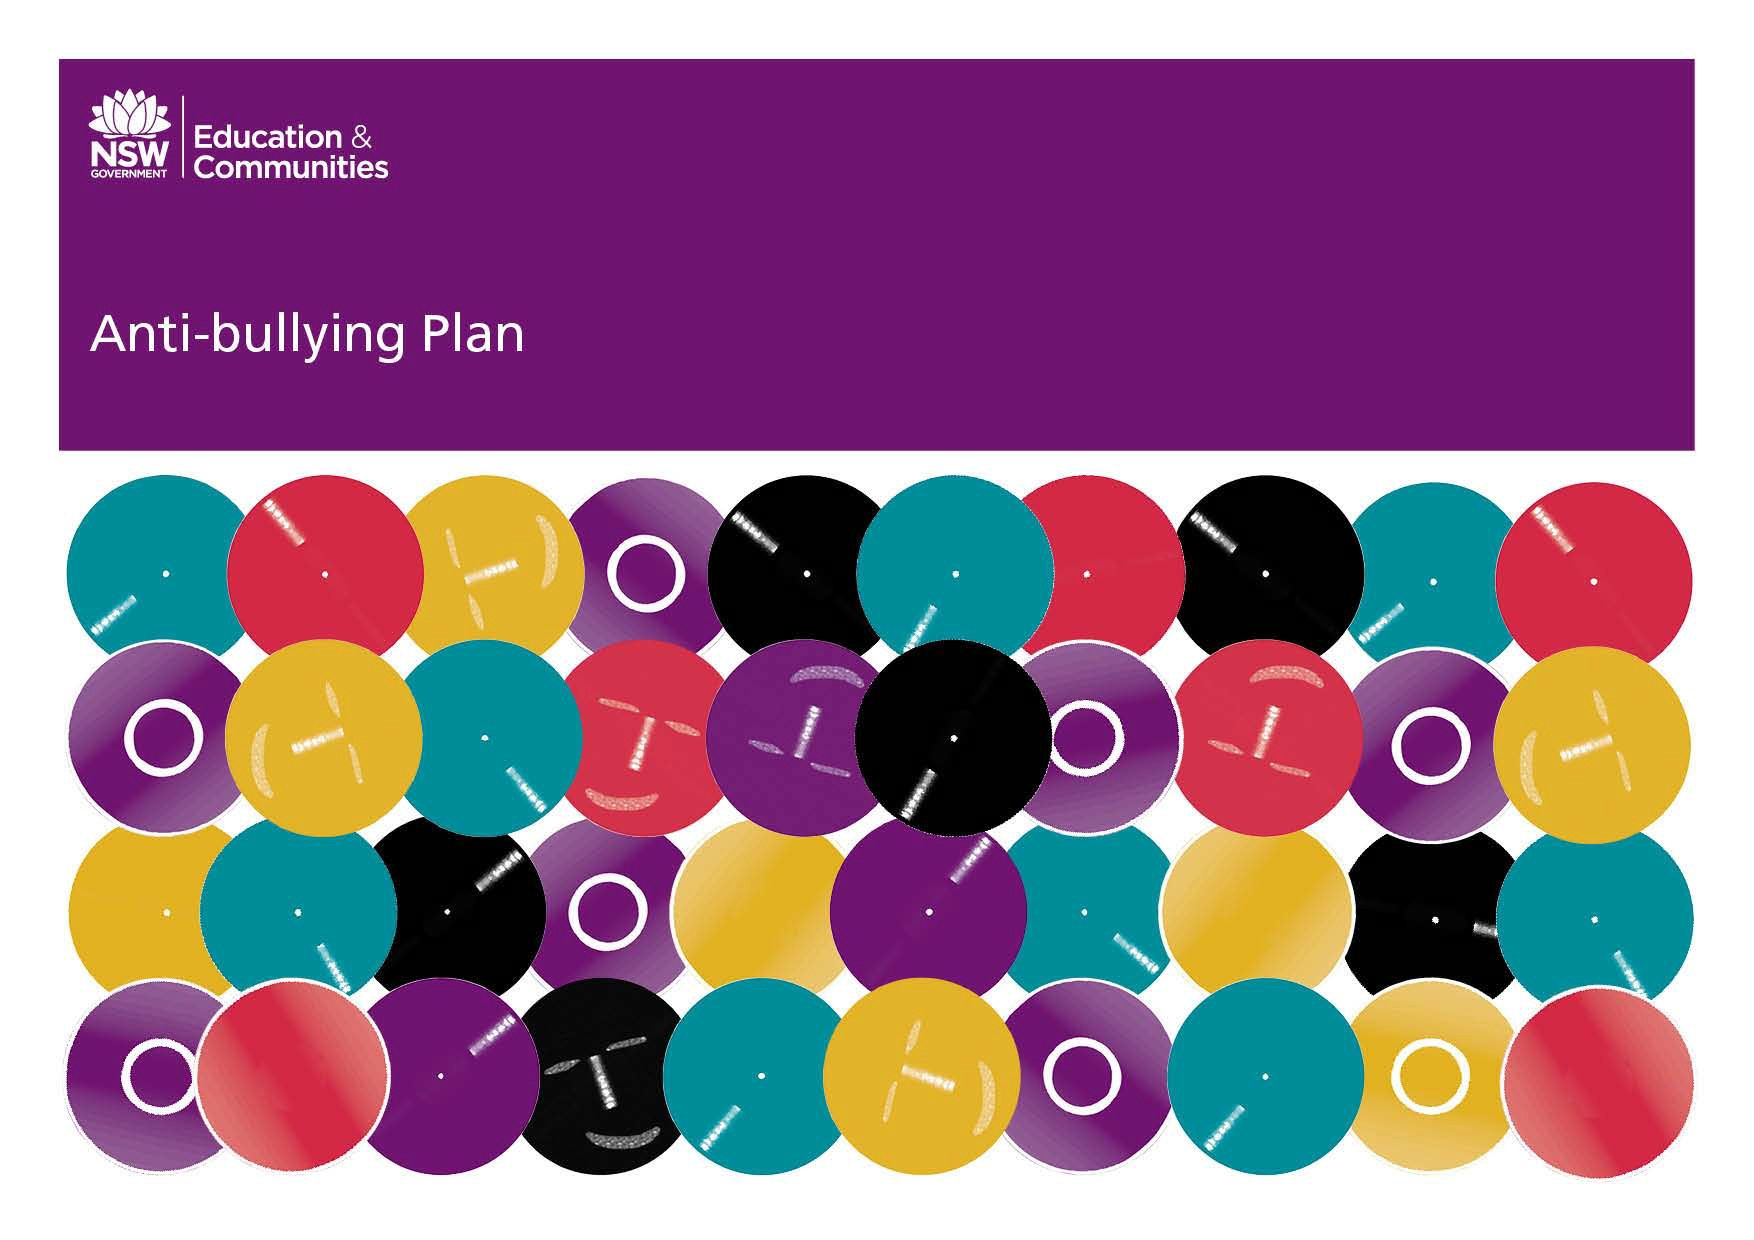 NSW
GOVERNMENT
Education &
Communities
Anti-bullying Plan